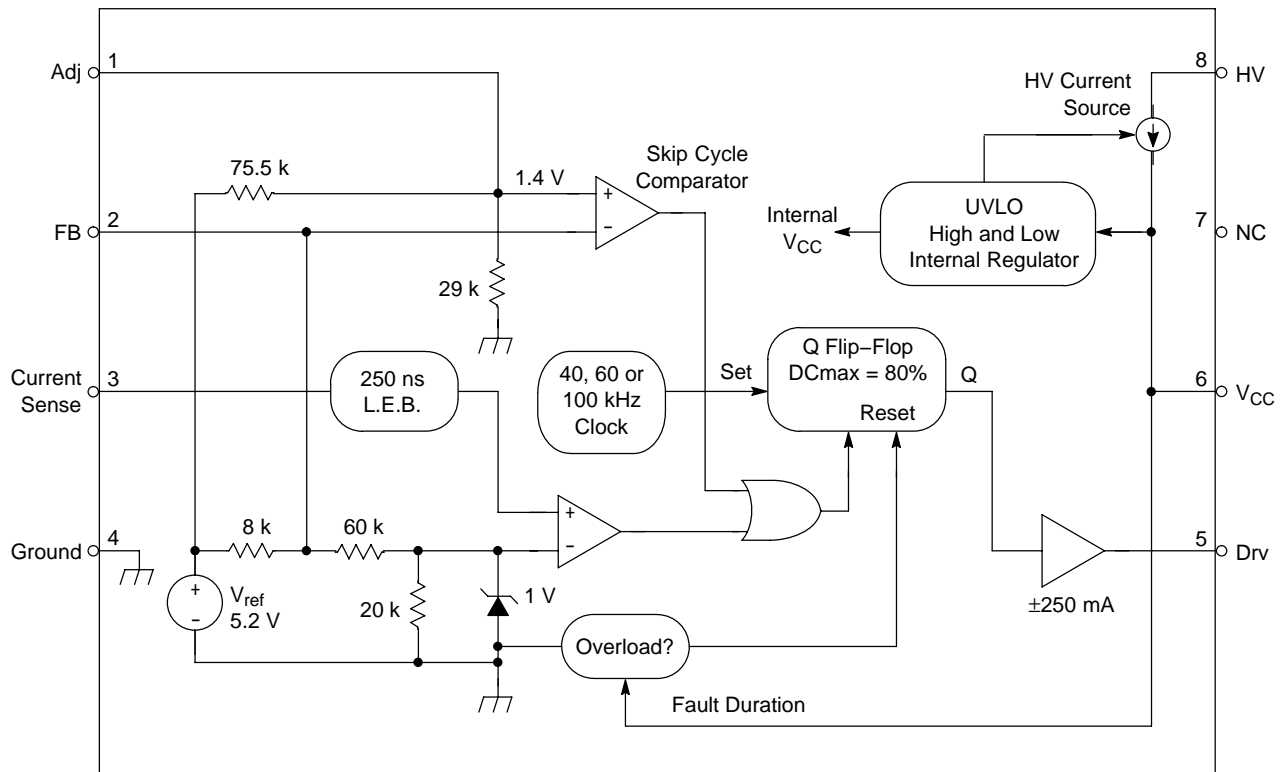 Adj
1
8
HV
HV Current
Source
75.5 k
1.4 V
Skip Cycle
Comparator
+
−
FB
2
Internal
VCC
UVLO
High and Low
Internal Regulator
7
NC
29 k
Current
Sense
3
250 ns
L.E.B.
40, 60 or
100 kHz
Clock
Set
Q Flip−Flop
DCmax = 80%
Reset
Q
6
VCC
+
−
Ground
4
8 k
60 k
20 k
1 V
+
−
Vref
5.2 V
Overload?
±250 mA
5
Drv
Fault Duration